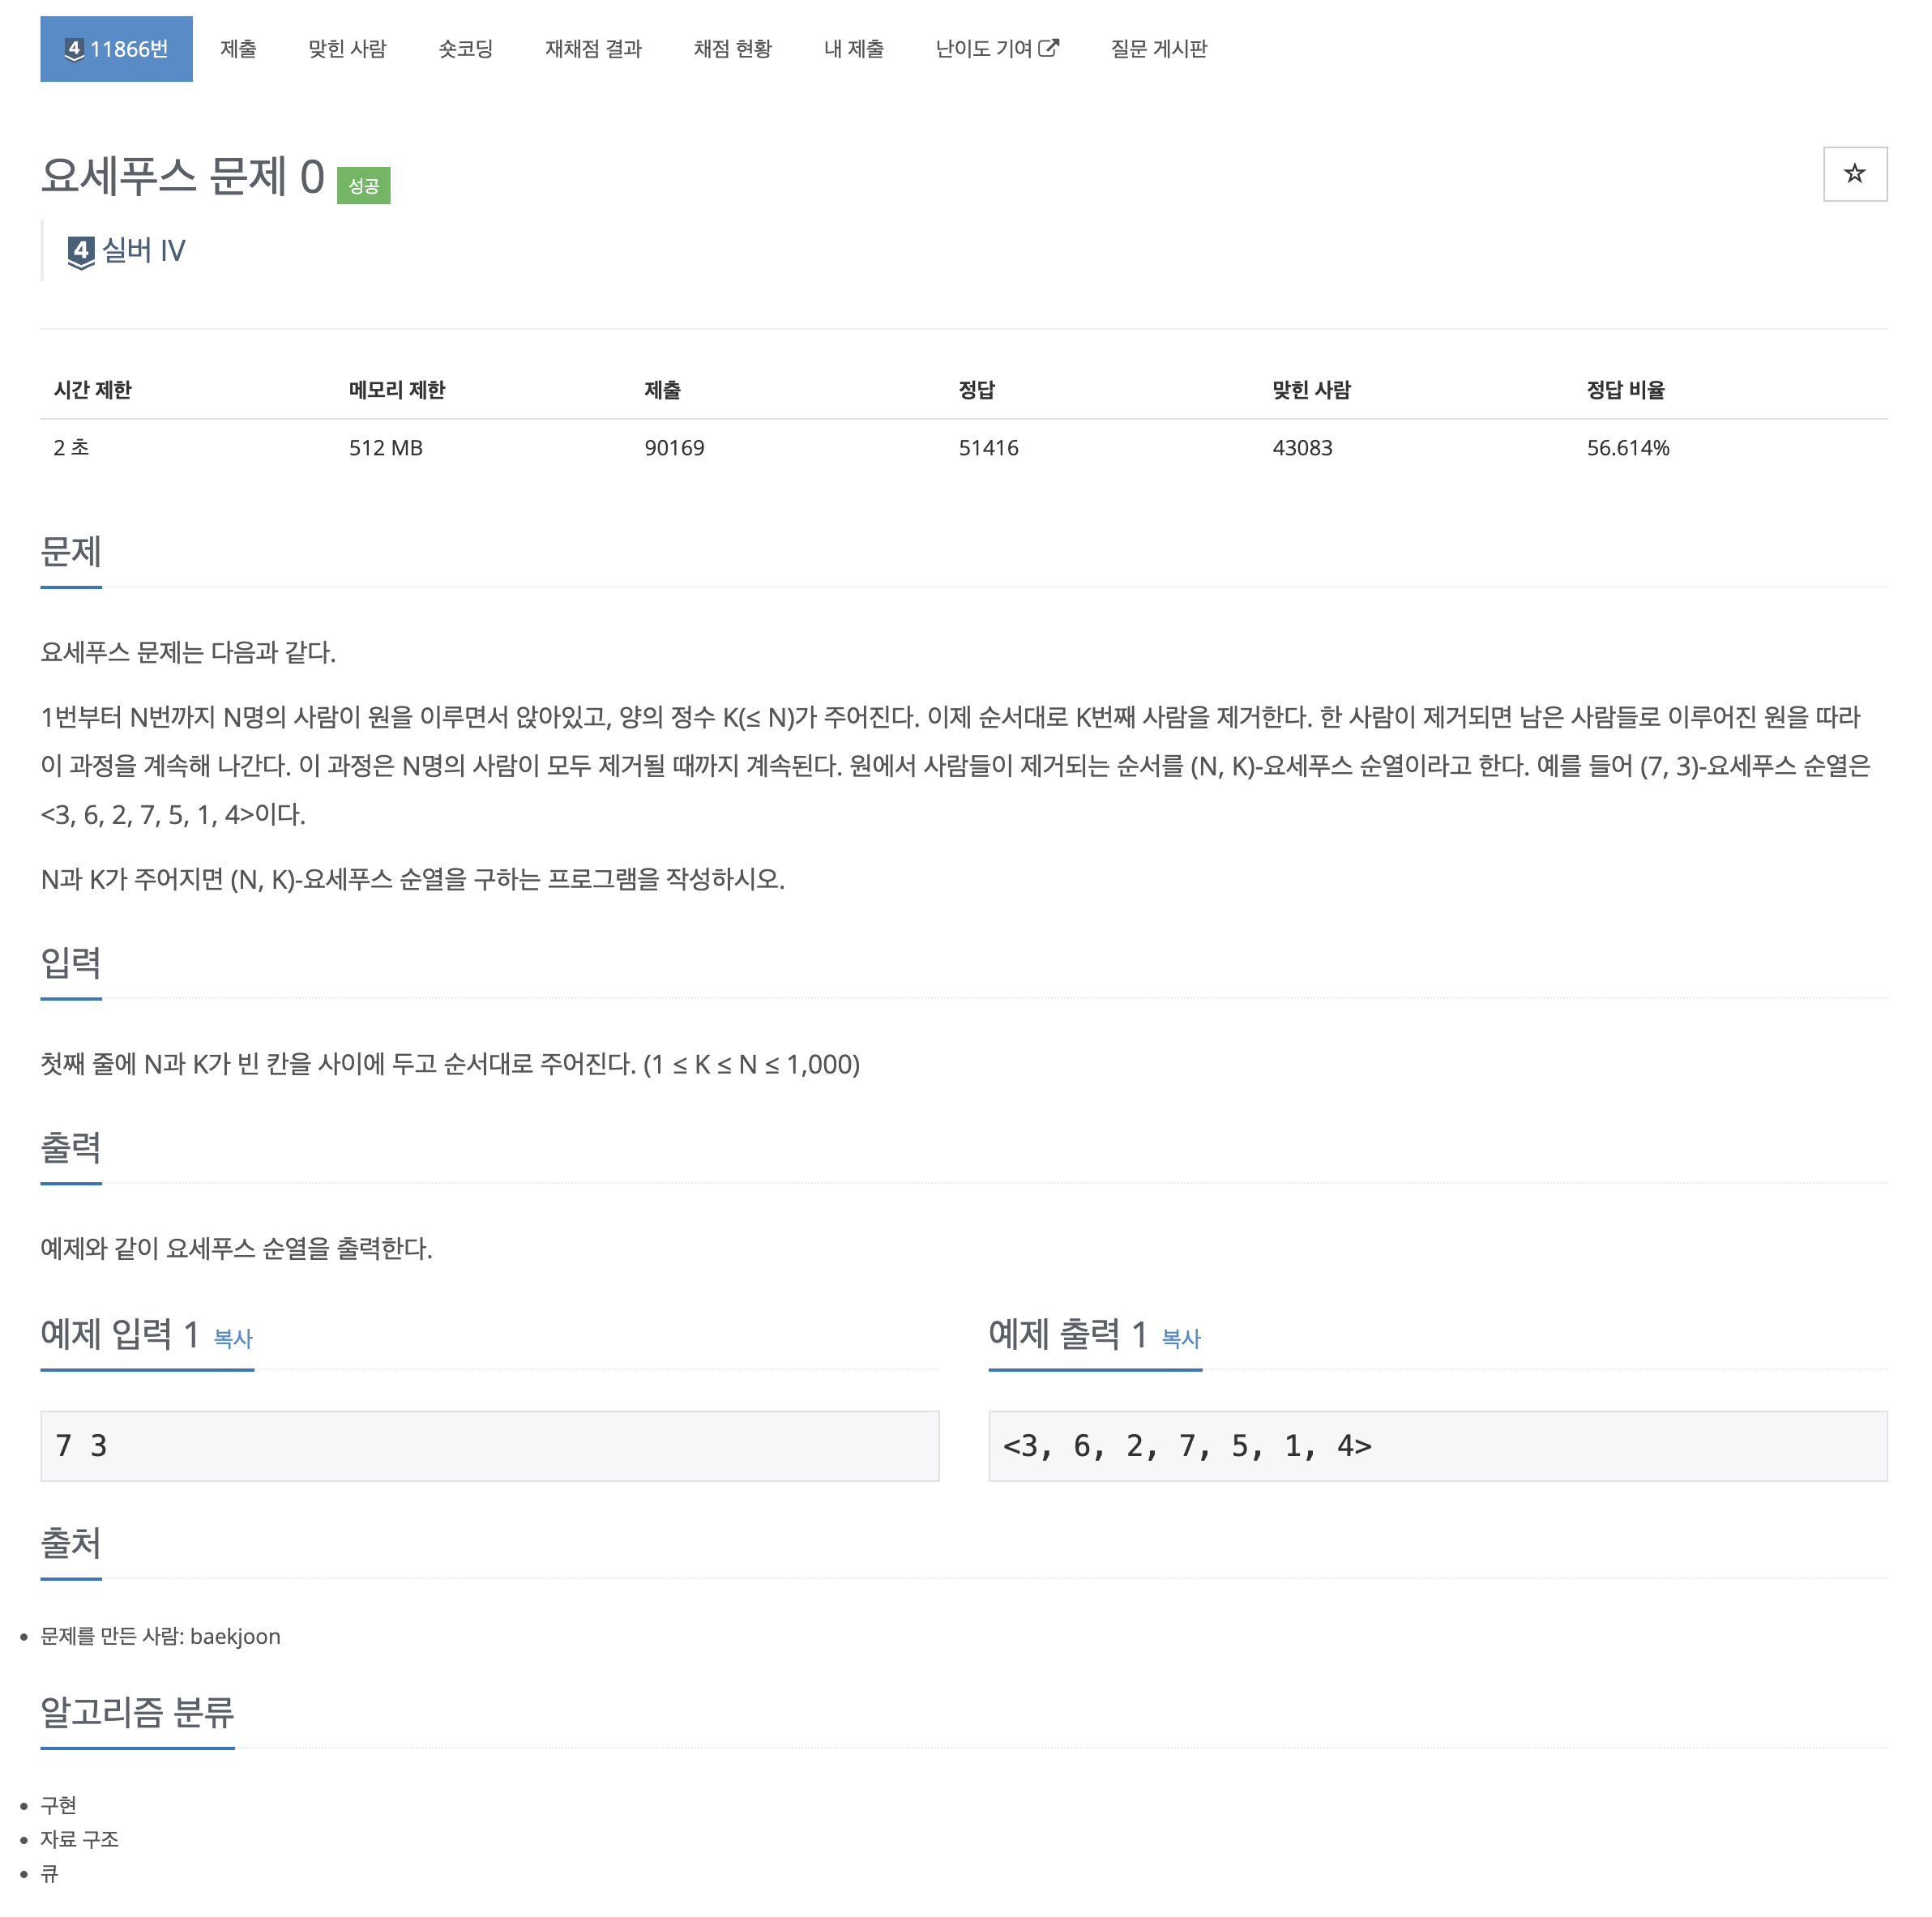 4 11866번 제출 맞힌 사람 숏코딩 재채점 결과 채점 현황 내 제출 난이도 기여 질문 게시판
요세푸스 문제 0 성공
4 실버 IV
시간 제한 메모리 제한 제출 정답 맞힌 사람 정답 비율
2 초 512 MB 90169 51416 43083 56.614%
문제
요세푸스 문제는 다음과 같다.
1번부터 N번까지 N명의 사람이 원을 이루면서 앉아있고, 양의 정수 K(≤ N)가 주어진다. 이제 순서대로 K번째 사람을 제거한다. 한 사람이 제거되면 남은 사람들로 이루어진 원을 따라
이 과정을 계속해 나간다. 이 과정은 N명의 사람이 모두 제거될 때까지 계속된다. 원에서 사람들이 제거되는 순서를 (N, K)-요세푸스 순열이라고 한다. 예를 들어 (7, 3)-요세푸스 순열은
<3, 6, 2, 7, 5, 1, 4>이다.
N과 K가 주어지면 (N, K)-요세푸스 순열을 구하는 프로그램을 작성하시오.
입력
첫째 줄에 N과 K가 빈 칸을 사이에 두고 순서대로 주어진다. (1 ≤ K ≤ N ≤ 1,000)
출력
예제와 같이 요세푸스 순열을 출력한다.
예제 입력 1 복사
7 3
예제 출력 1 복사
<3, 6, 2, 7, 5, 1, 4>
출처
• 문제를 만든 사람: baekjoon
알고리즘 분류
• 구현
• 자료 구조
• 큐